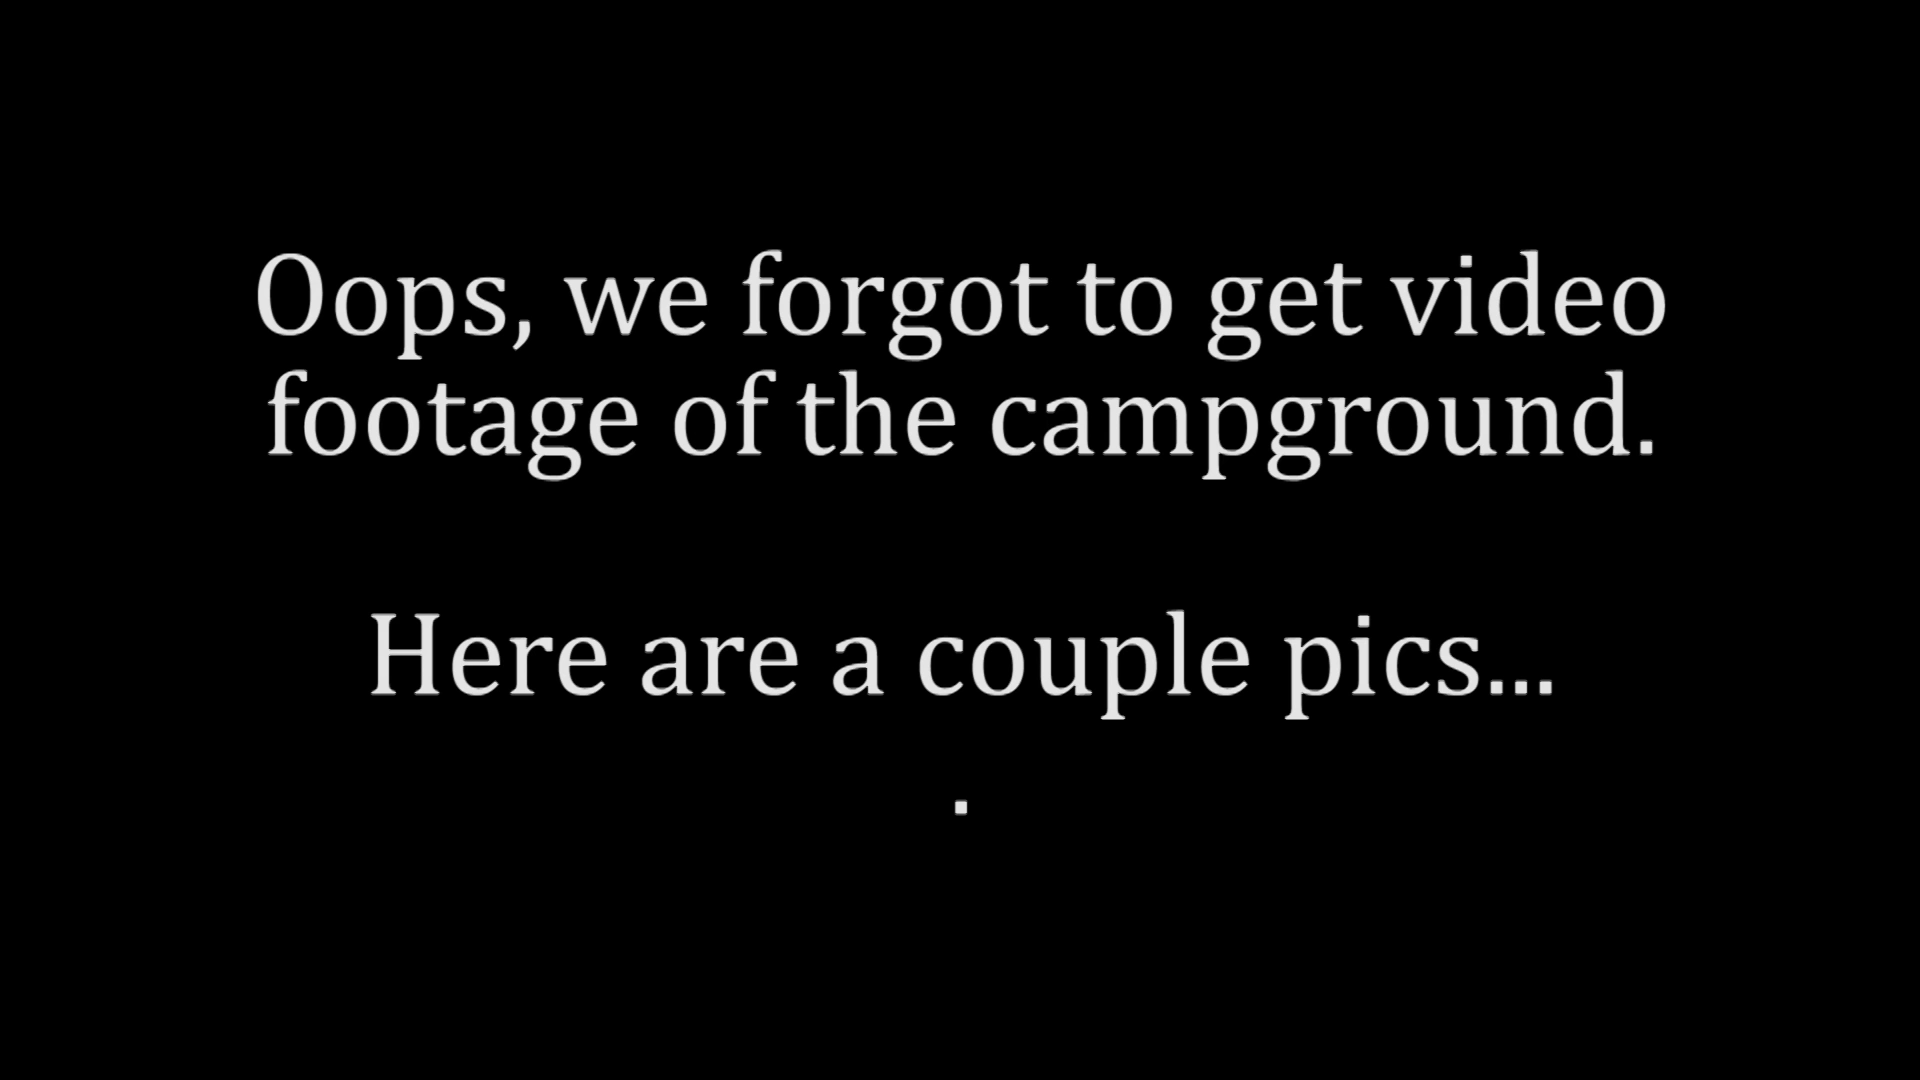 Oops, we forgot to get video
footage of the campground.
Here are a couple pics...
.